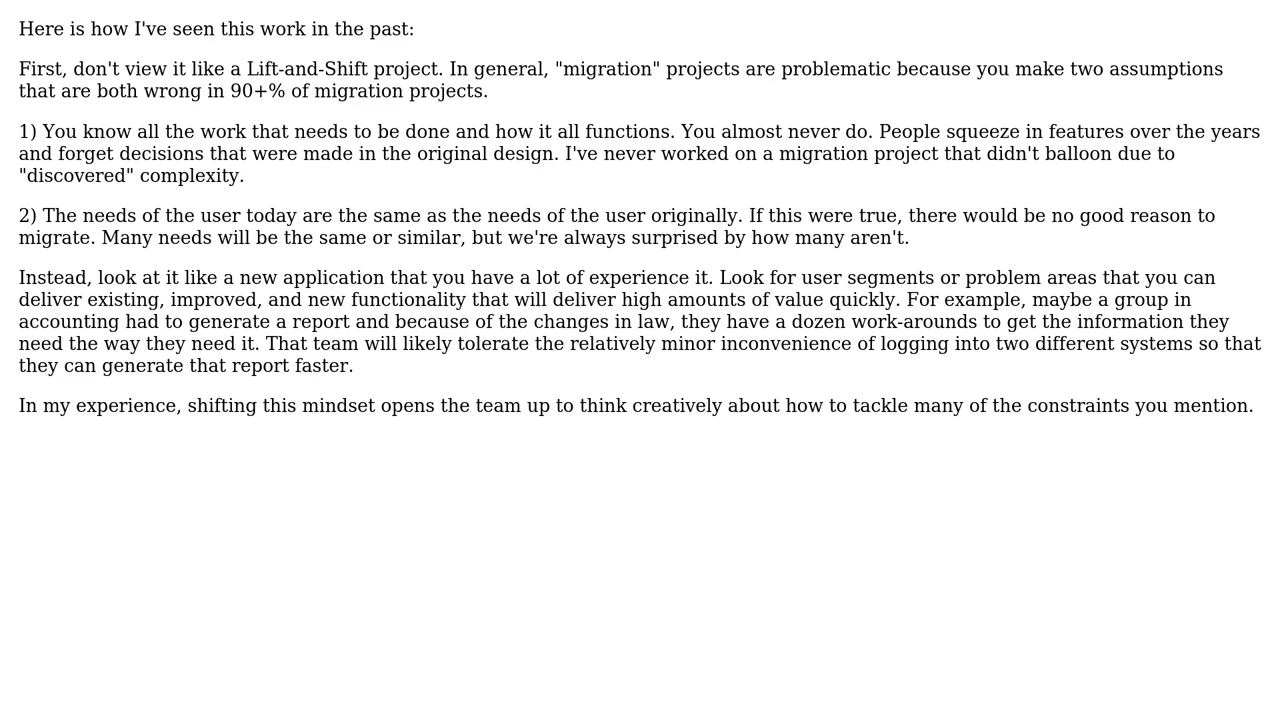 Here is how I've seen this work in the past:
First, don't view it like a Lift-and-Shift project. In general, "migration" projects are problematic because you make two assumptions
that are both wrong in 90+% of migration projects.
1) You know all the work that needs to be done and how it all functions. You almost never do. People squeeze in features over the years
and forget decisions that were made in the original design. I've never worked on a migration project that didn't balloon due to
"discovered" complexity.
2) The needs of the user today are the same as the needs of the user originally. If this were true, there would be no good reason to
migrate. Many needs will be the same or similar, but we're always surprised by how many aren't.
Instead, look at it like a new application that you have a lot of experience it. Look for user segments or problem areas that you can
deliver existing, improved, and new functionality that will deliver high amounts of value quickly. For example, maybe a group in
accounting had to generate a report and because of the changes in law, they have a dozen work-arounds to get the information they
need the way they need it. That team will likely tolerate the relatively minor inconvenience of logging into two different systems so that
they can generate that report faster.
In my experience, shifting this mindset opens the team up to think creatively about how to tackle many of the constraints you mention.